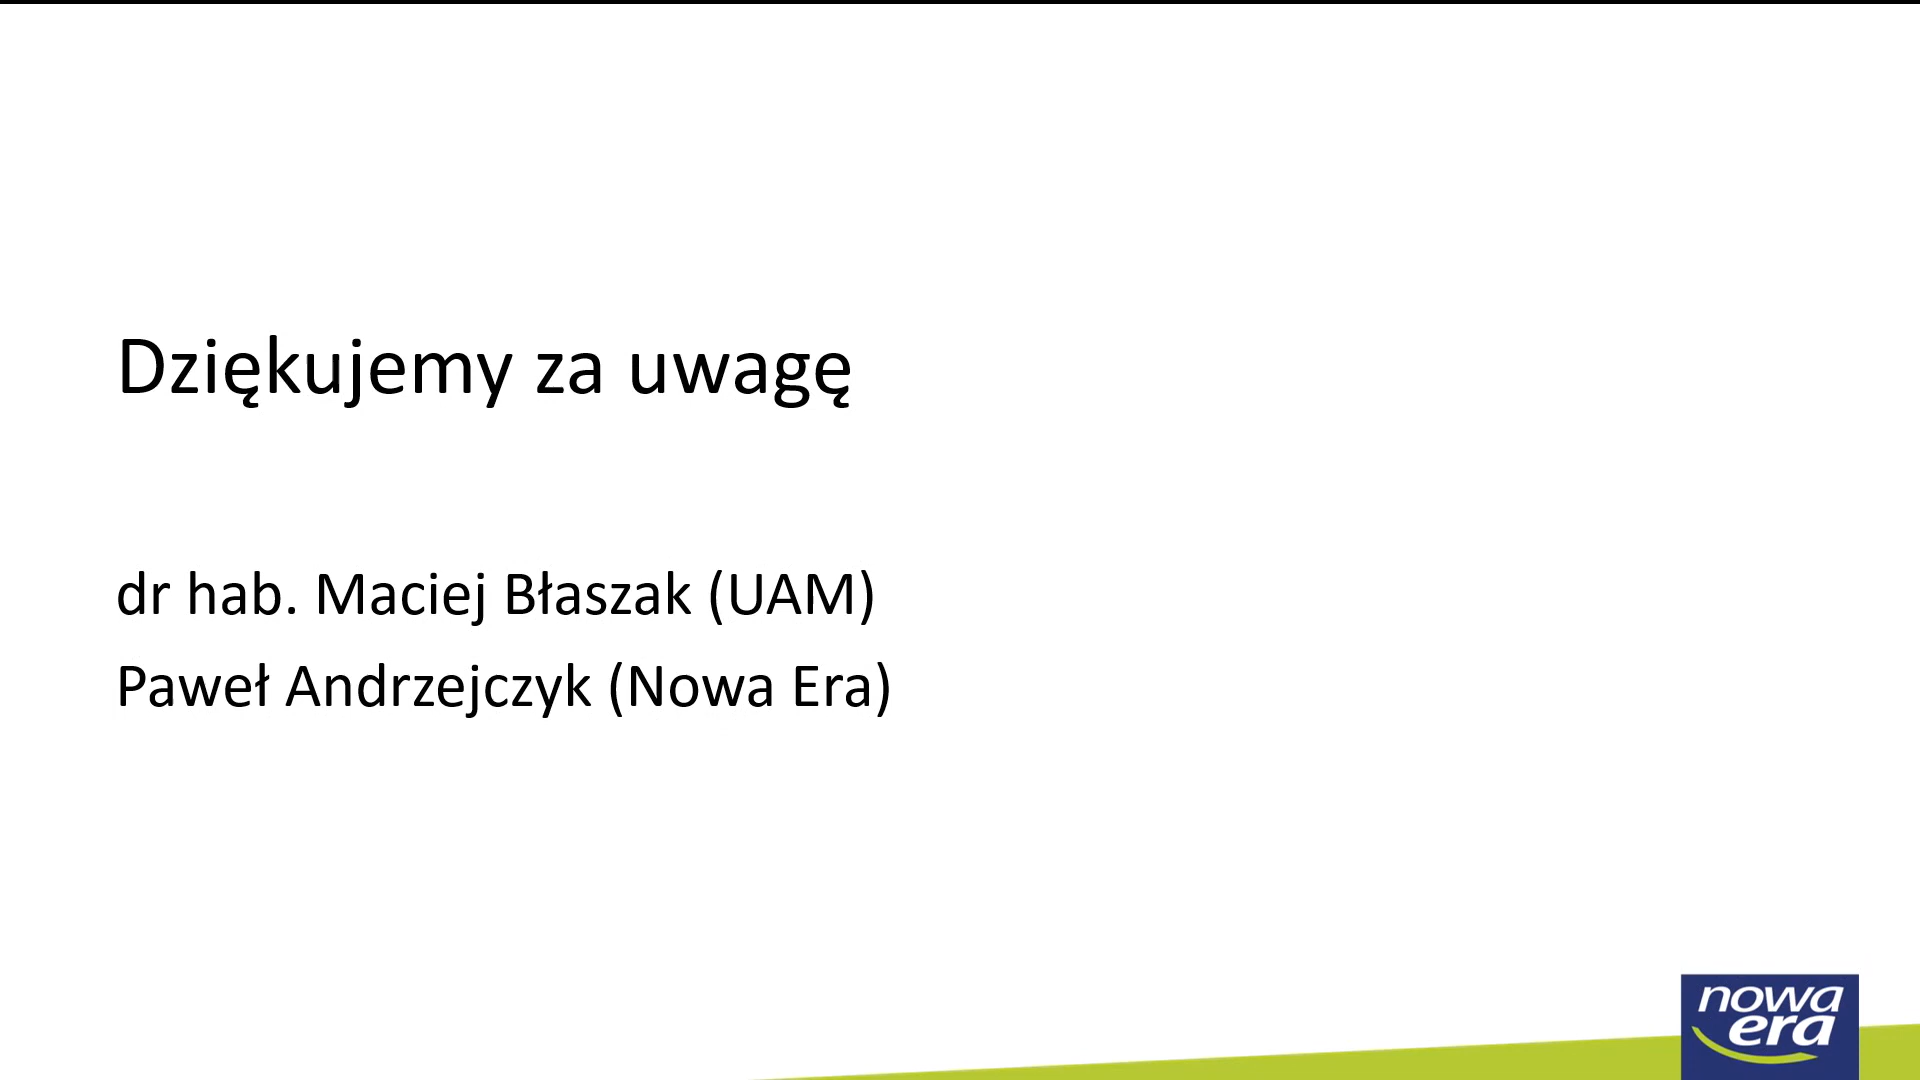 Dziękujemy za uwagę
dr hab. Maciej Błaszak (UAM)
Paweł Andrzejczyk (Nowa Era)
nowa
era